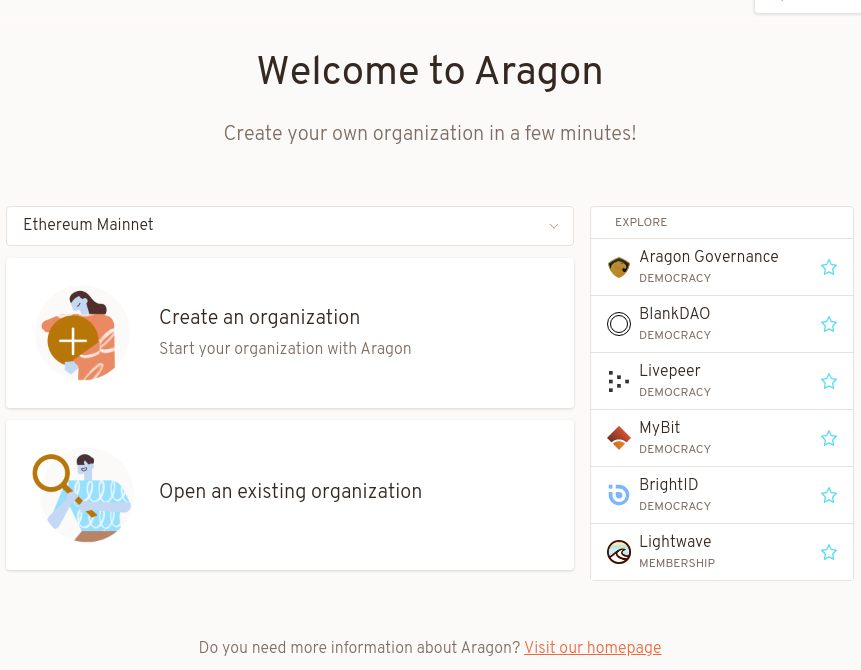 Welcome to Aragon
Create your own organization in a few minutes!
Ethereum Mainnet
Create an organization
Start your organization with Aragon
Open an existing organization
EXPLORE
Aragon Governance
DEMOCRACY
BlankDAO
DEMOCRACY
Livepeer
DEMOCRACY
MyBit
DEMOCRACY
BrightID
DEMOCRACY
Lightwave
MEMBERSHIP
Do you need more information about Aragon? Visit our homepage